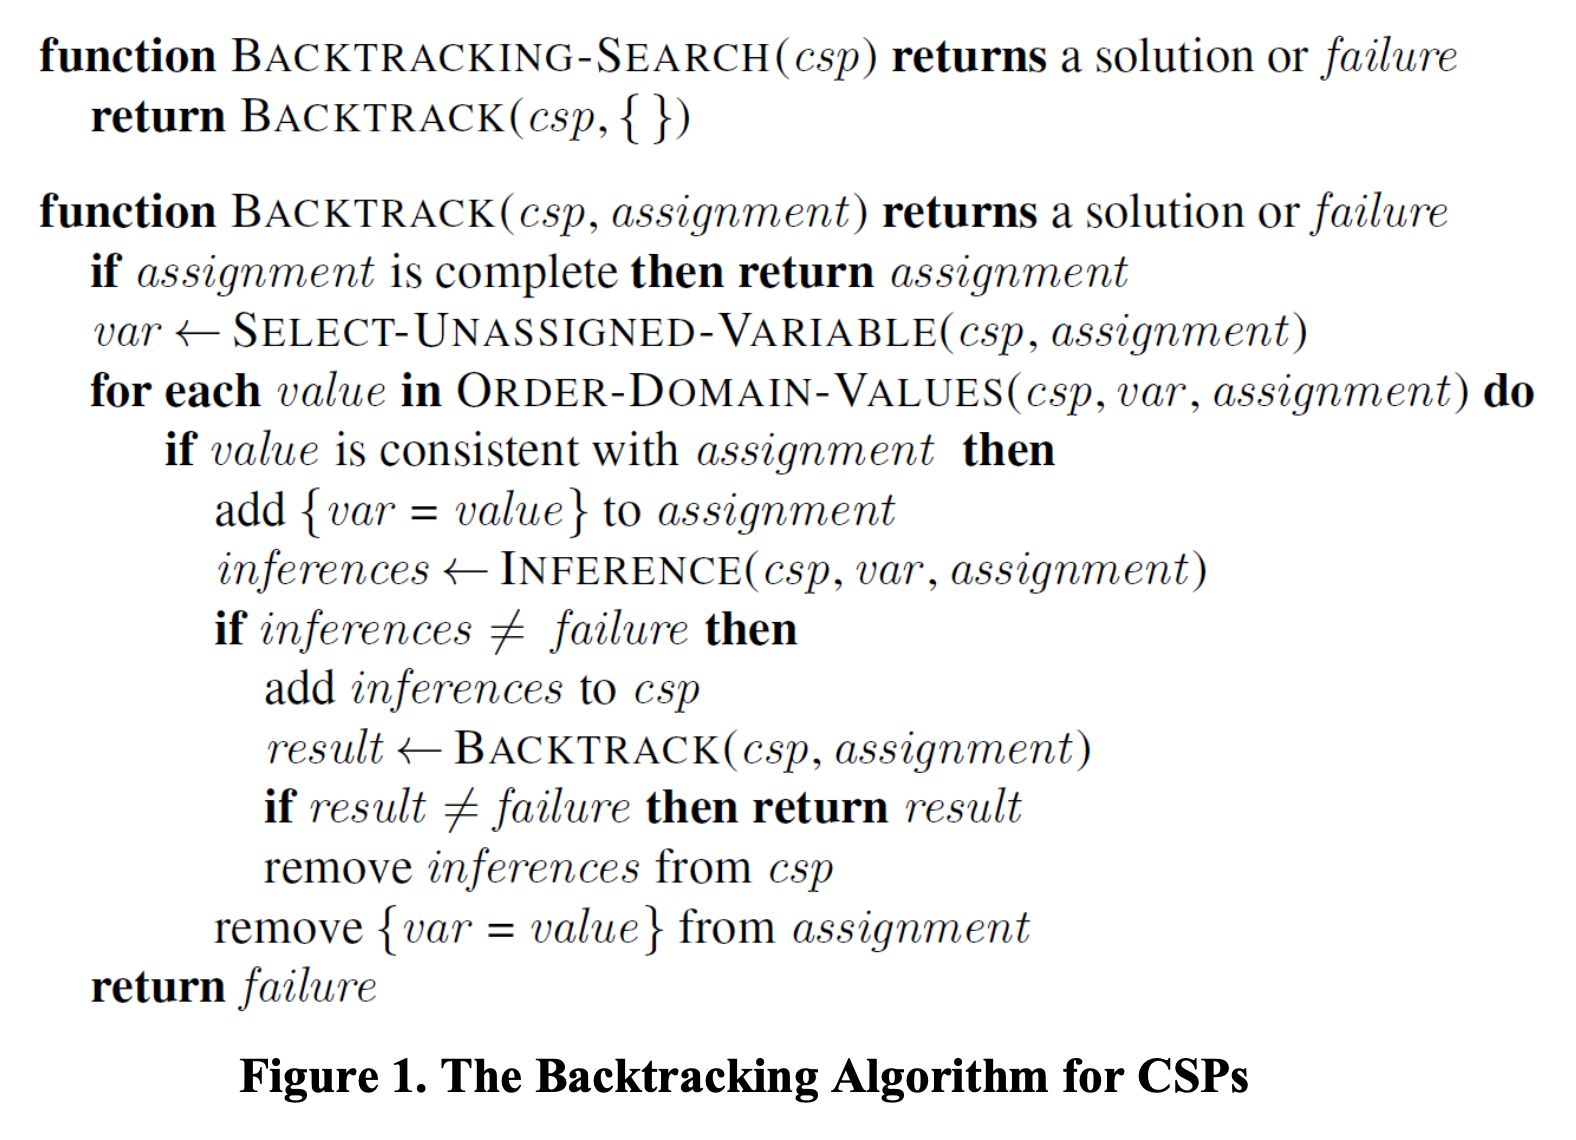 function BACKTRACKING-SEARCH(csp) returns a solution or failure
return BACKTRACK(csp, { })
function BACKTRACK(csp, assignment) returns a solution or failure
if assignment is complete then return assignment
var ← SELECT-UNASSIGNED-VARIABLE(csp, assignment)
for each value in ORDER-DOMAIN-VALUES(csp, var, assignment) do
if value is consistent with assignment then
add {var = value} to assignment
inferences ← INFERENCE(csp, var, assignment)
if inferences ≠ failure then
add inferences to csp
result ← BACKTRACK(csp, assignment)
if result ≠ failure then return result
remove inferences from csp
remove {var = value} from assignment
return failure
Figure 1. The Backtracking Algorithm for CSPs